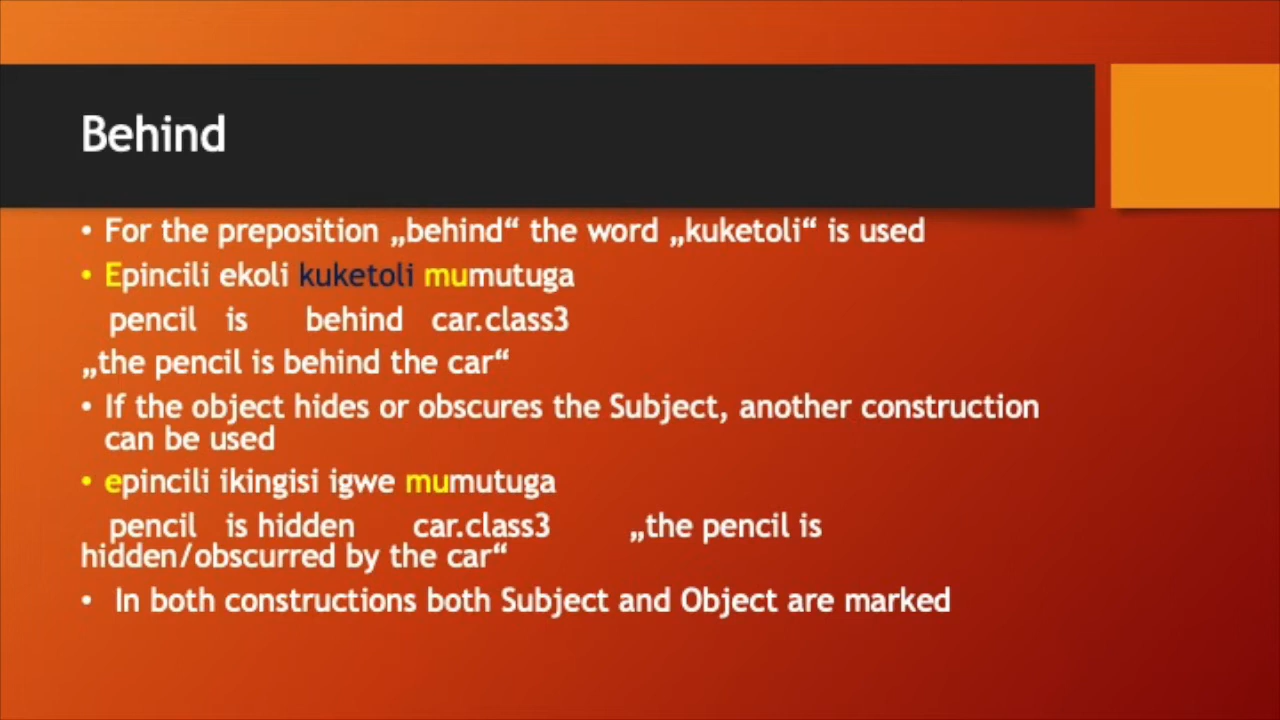 Behind
• For the preposition „behind“ the word „kuketoli“ is used
• Epincili ekoli kuketoli mumutuga
pencil is behind car.class3
„the pencil is behind the car“
• If the object hides or obscures the Subject, another construction
can be used
• epincili ikingisi igwe mumutuga
pencil is hidden car.class3 „the pencil is
hidden/obscurred by the car“
• In both constructions both Subject and Object are marked